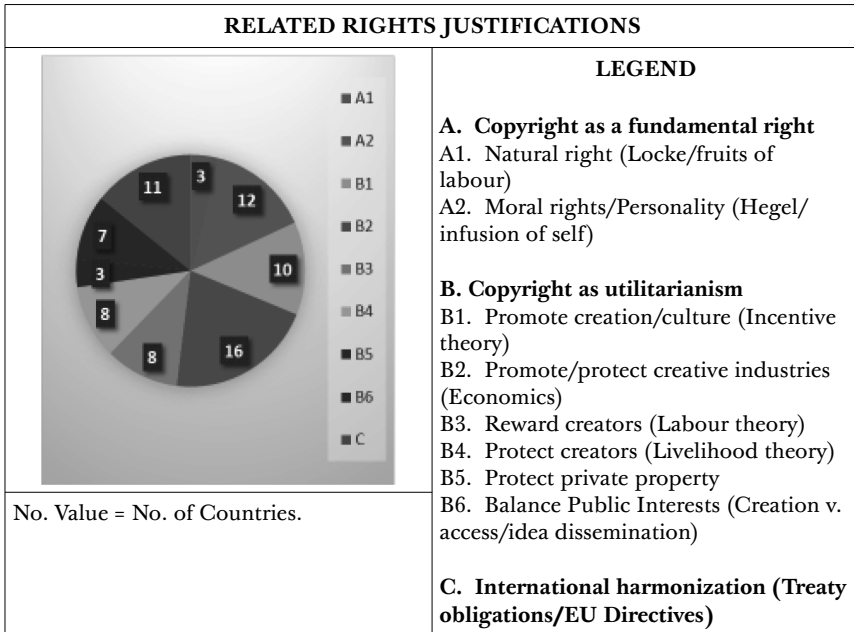 RELATED RIGHTS JUSTIFICATIONS
3
12
10
16
8
8
3
7
11
A1
A2
B1
B2
B3
B4
B5
B6
C
No. Value = No. of Countries.
LEGEND
A. Copyright as a fundamental right
A1. Natural right (Locke/fruits of
labour)
A2. Moral rights/Personality (Hegel/
infusion of self)
B. Copyright as utilitarianism
B1. Promote creation/culture (Incentive
theory)
B2. Promote/protect creative industries
(Economics)
B3. Reward creators (Labour theory)
B4. Protect creators (Livelihood theory)
B5. Protect private property
B6. Balance Public Interests (Creation v.
access/idea dissemination)
C. International harmonization (Treaty
obligations/EU Directives)